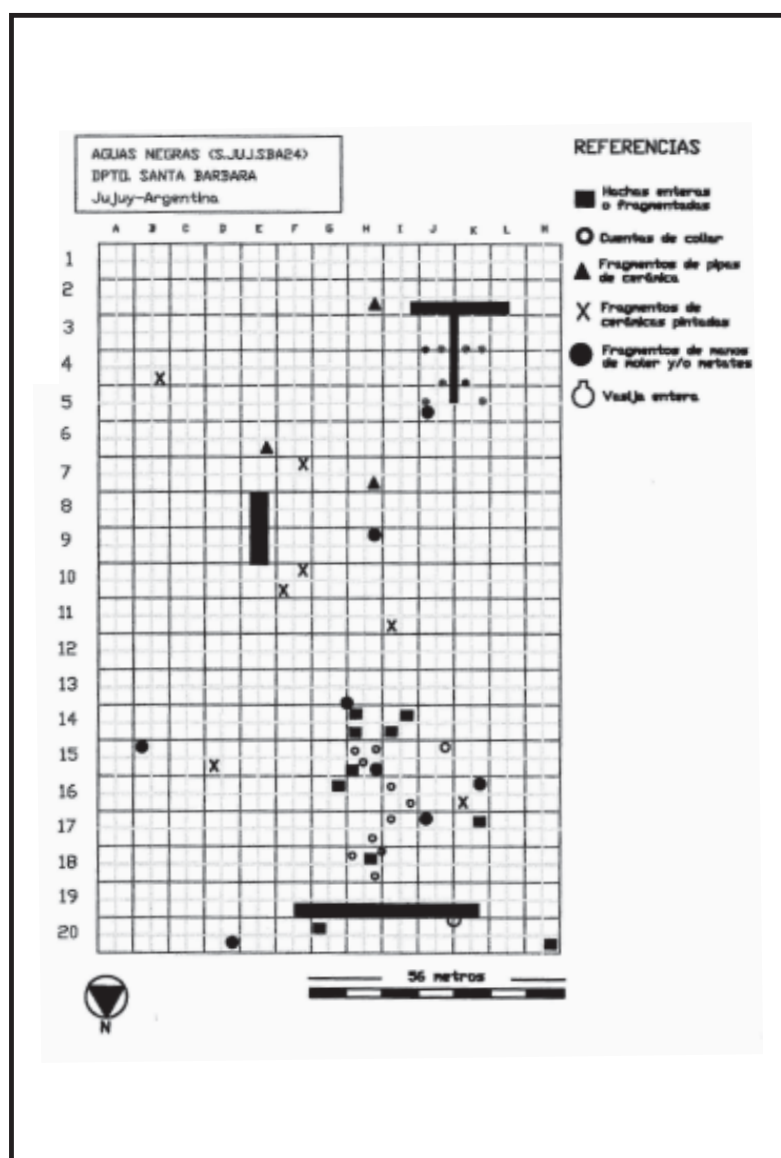 AGUAS NEGRAS (S.JUJ.SBA24)
DPTO. SANTA BARBARA
Jujuy-Argentina
REFERENCIAS
Hachas enteras
o fragmentadas
Cuentas de collar
Fragmentos de pipas
de cerámica
Fragmentos de
cerámicas pintadas
Fragmentos de manos
de moler y/o metates
Vasija entera
A B C D E F G H I J K L M
1
2
3
4
5
6
7
8
9
10
11
12
13
14
15
16
17
18
19
20
56 metros
N